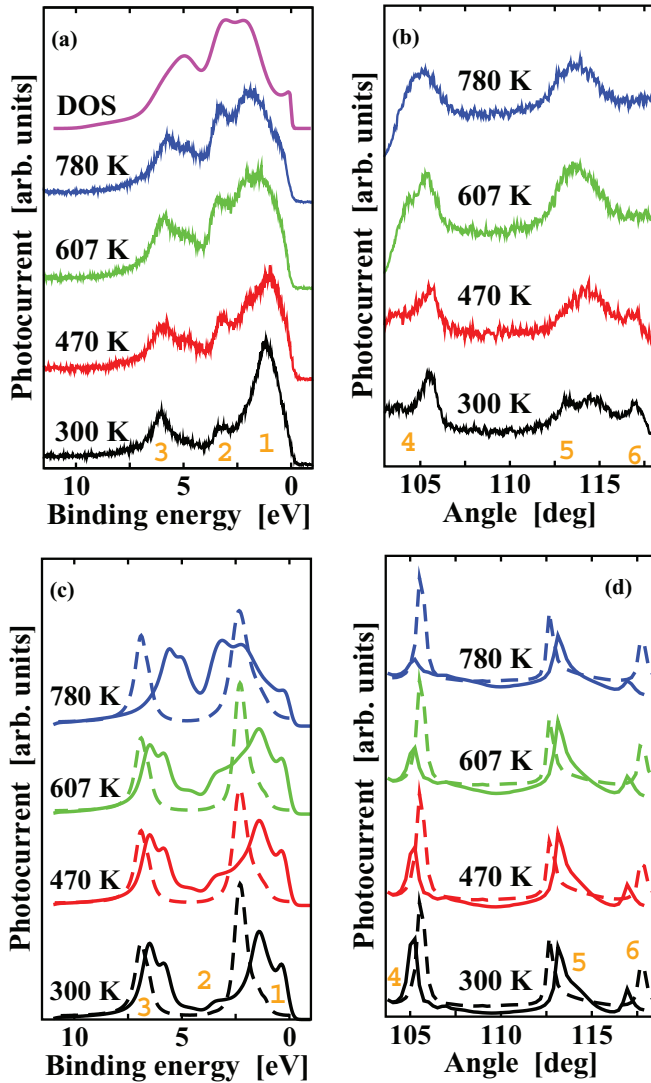 (a)
DOS
780 K
607 K
470 K
300 K
3
2
1
10
5
0
Binding energy [eV]
Photocurrent [arb. units]
(b)
780 K
607 K
470 K
300 K
4
5
6
105
110
115
Angle [deg]
Photocurrent [arb. units]
(c)
780 K
607 K
470 K
300 K
3
2
1
10
5
0
Binding energy [eV]
Photocurrent [arb. units]
(d)
780 K
607 K
470 K
300 K
4
5
6
105
110
115
Angle [deg]
Photocurrent [arb. units]